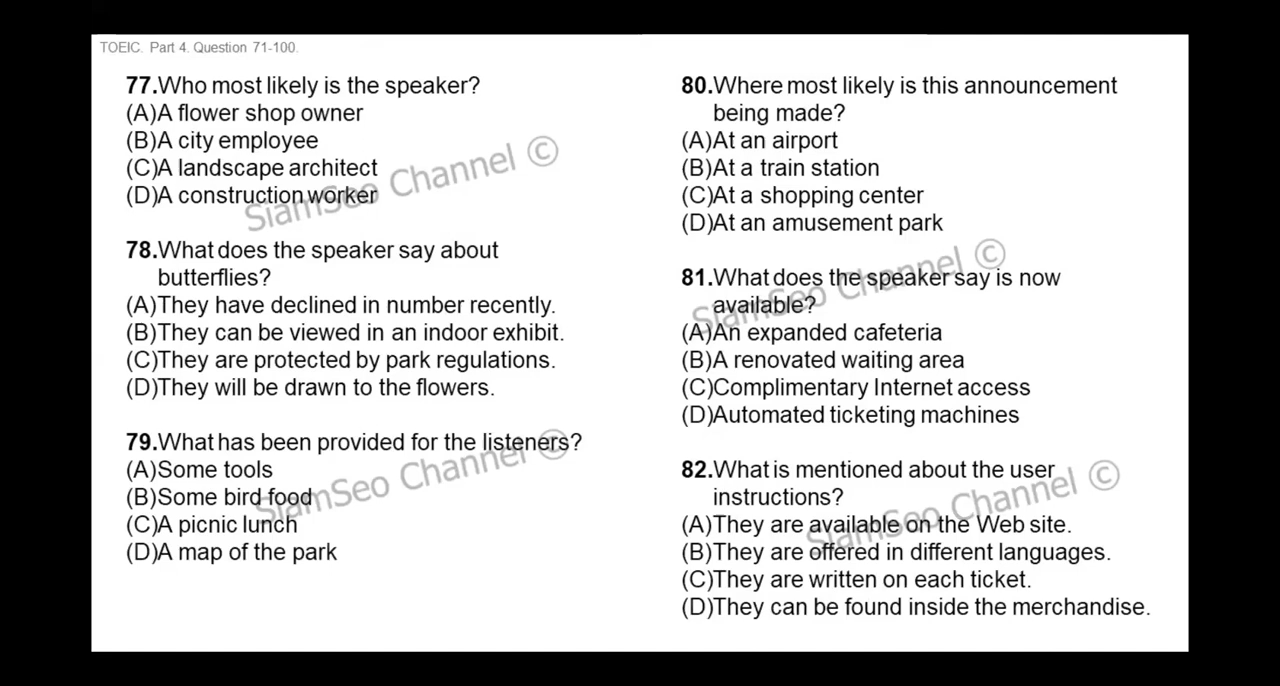 TOEIC. Part 4. Question 71-100.
77.Who most likely is the speaker?
(A)A flower shop owner
(B)A city employee
(C)A landscape architect
(D)A construction worker
78.What does the speaker say about
butterflies?
(A)They have declined in number recently.
(B)They can be viewed in an indoor exhibit.
(C)They are protected by park regulations.
(D)They will be drawn to the flowers.
79.What has been provided for the listeners?
(A)Some tools
(B)Some bird food
(C)A picnic lunch
(D)A map of the park
80.Where most likely is this announcement
being made?
(A)At an airport
(B)At a train station
(C)At a shopping center
(D)At an amusement park
81.What does the speaker say is now
available?
(A)An expanded cafeteria
(B)A renovated waiting area
(C)Complimentary Internet access
(D)Automated ticketing machines
82.What is mentioned about the user
instructions?
(A)They are available on the Web site.
(B)They are offered in different languages.
(C)They are written on each ticket.
(D)They can be found inside the merchandise.
SiamSeo Channel ©
SiamSeo Channel ©
SiamSeo Channel ©
SiamSeo Channel ©